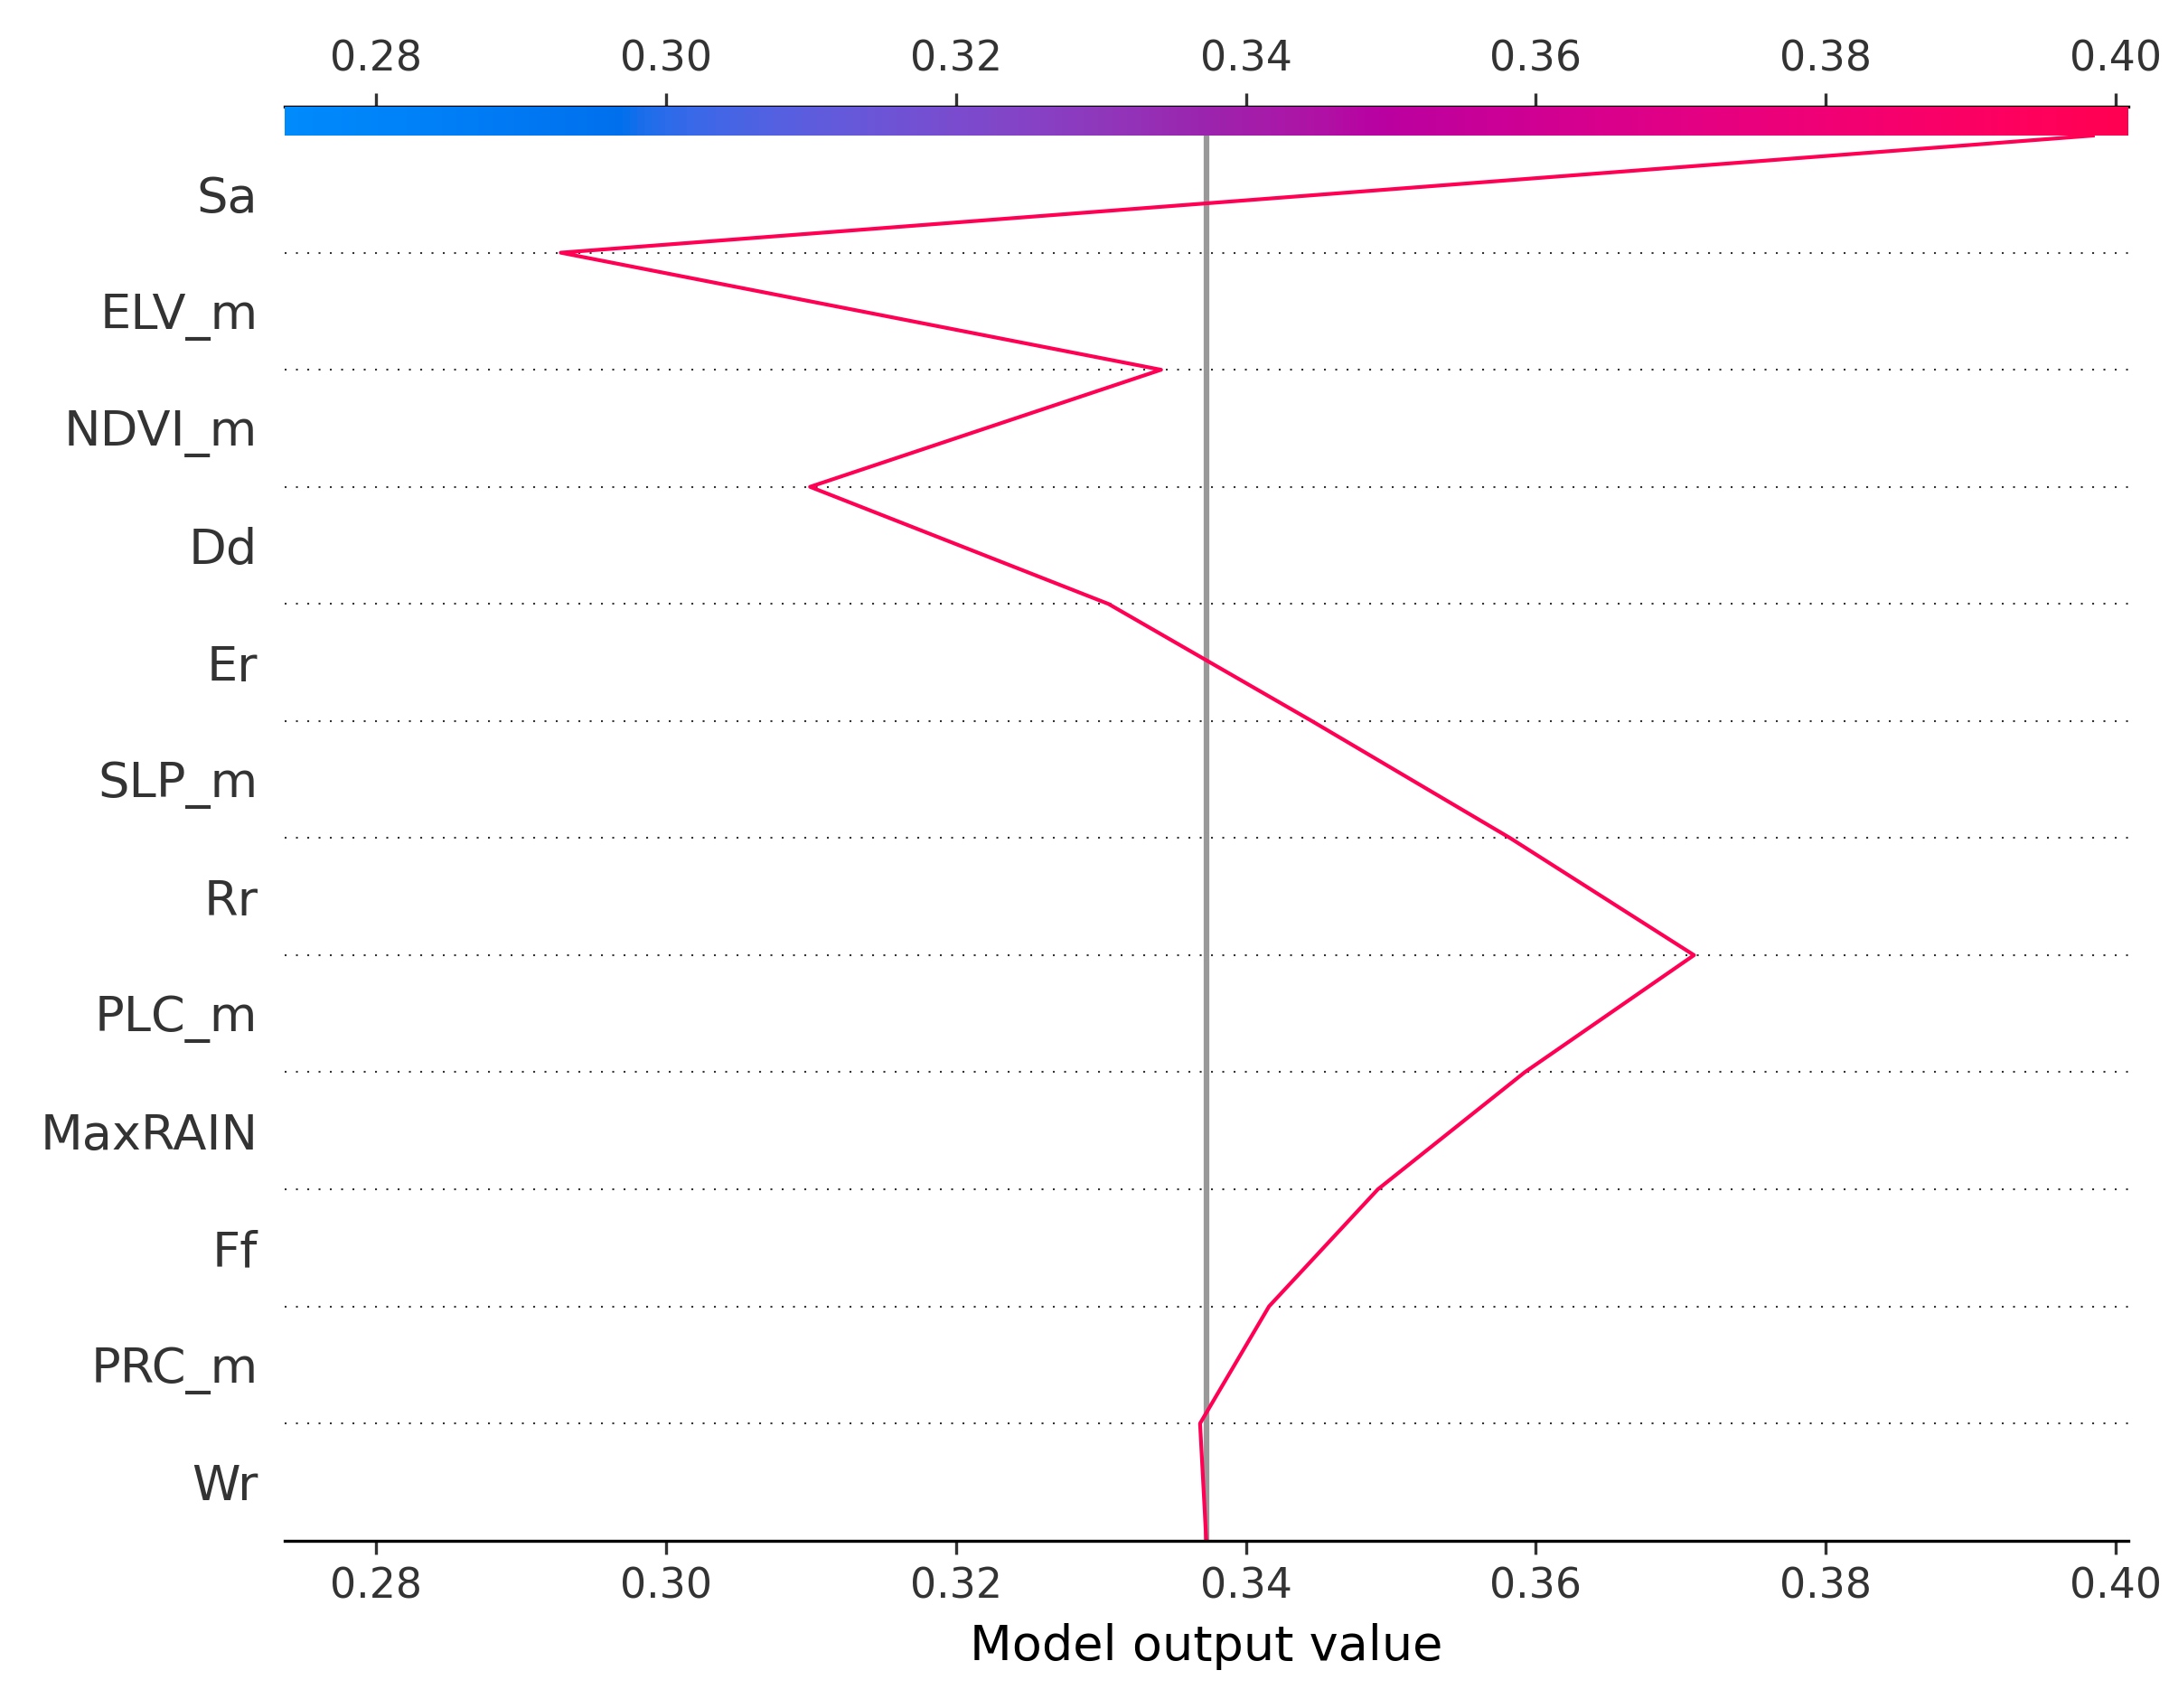 0.28 0.30 0.32 0.34 0.36 0.38 0.40
Sa
ELV_m
NDVI_m
Dd
Er
SLP_m
Rr
PLC_m
MaxRAIN
Ff
PRC_m
Wr
0.28 0.30 0.32 0.34 0.36 0.38 0.40
Model output value